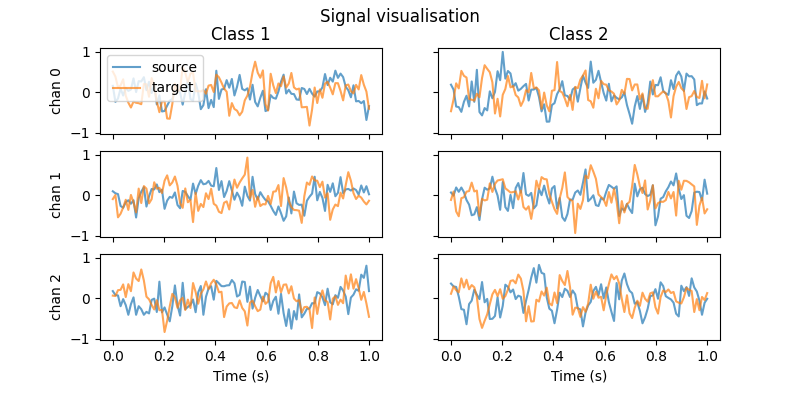 Signal visualisation
Class 1
Class 2
source
target
chan 0
1
0
−1
chan 1
1
0
−1
chan 2
1
0
−1
0.0 0.2 0.4 0.6 0.8 1.0
0.0 0.2 0.4 0.6 0.8 1.0
Time (s)
Time (s)